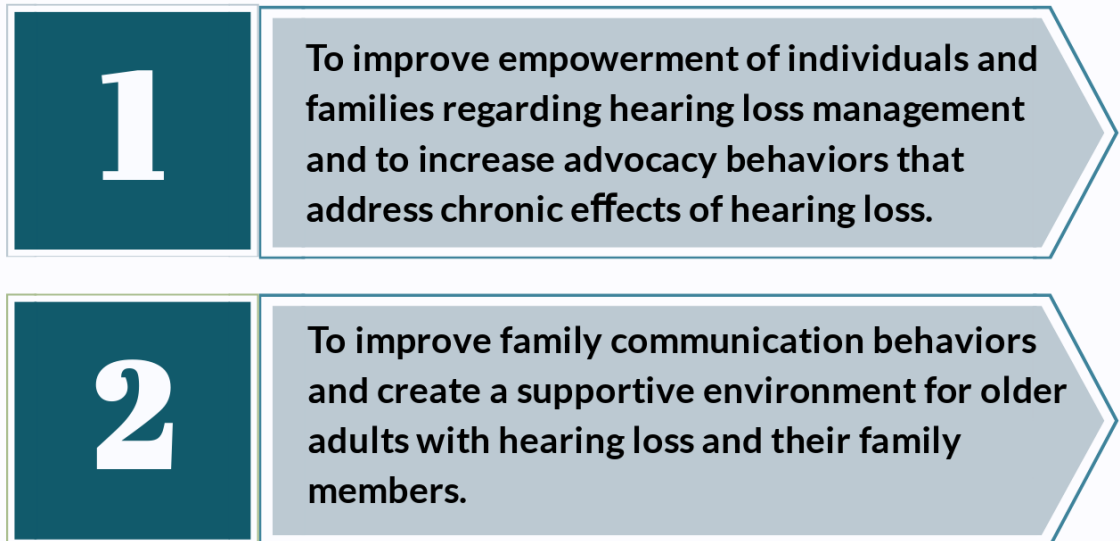 1
To improve empowerment of individuals and
families regarding hearing loss management
and to increase advocacy behaviors that
address chronic effects of hearing loss.
2
To improve family communication behaviors
and create a supportive environment for older
adults with hearing loss and their family
members.